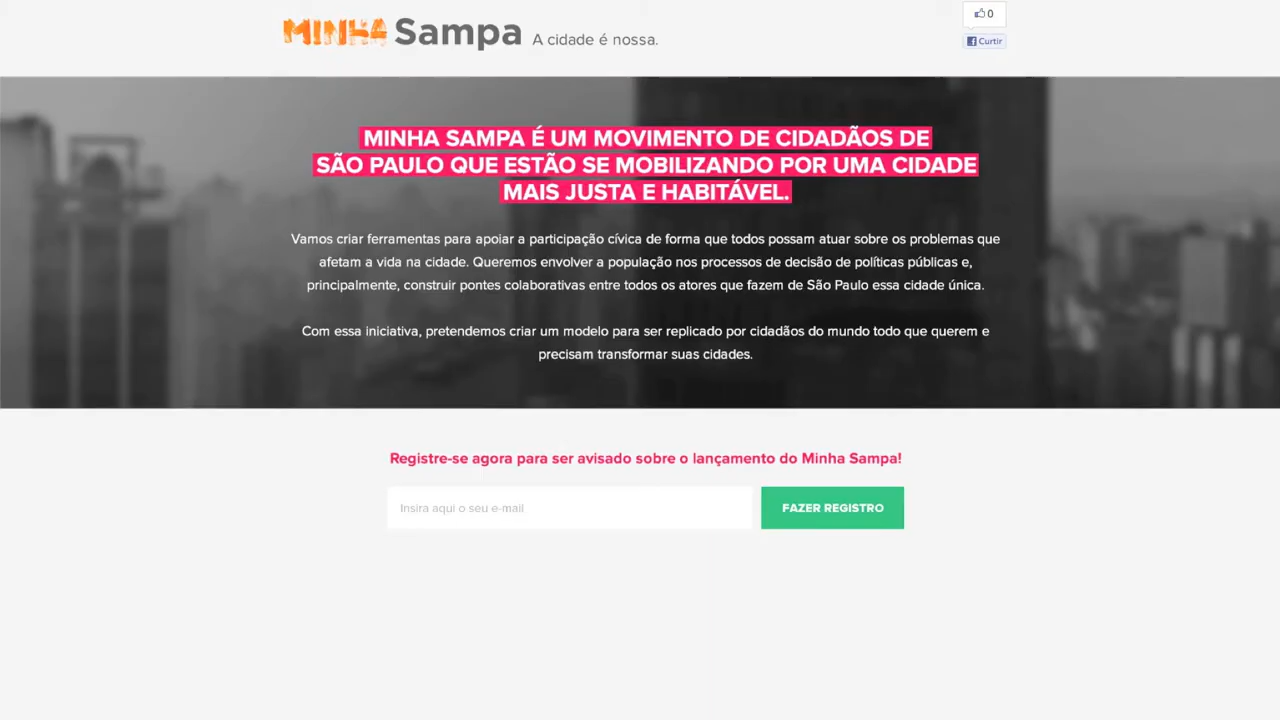 MINHA Sampa A cidade é nossa.
0
Curtir
MINHA SAMPA É UM MOVIMENTO DE CIDADÃOS DE
SÃO PAULO QUE ESTÃO SE MOBILIZANDO POR UMA CIDADE
MAIS JUSTA E HABITÁVEL.
Vamos criar ferramentas para apoiar a participação cívica de forma que todos possam atuar sobre os problemas que
afetam a vida na cidade. Queremos envolver a população nos processos de decisão de políticas públicas e,
principalmente, construir pontes colaborativas entre todos os atores que fazem de São Paulo essa cidade única.
Com essa iniciativa, pretendemos criar um modelo para ser replicado por cidadãos do mundo todo que querem e
precisam transformar suas cidades.
Registre-se agora para ser avisado sobre o lançamento do Minha Sampa!
Insira aqui o seu e-mail
FAZER REGISTRO